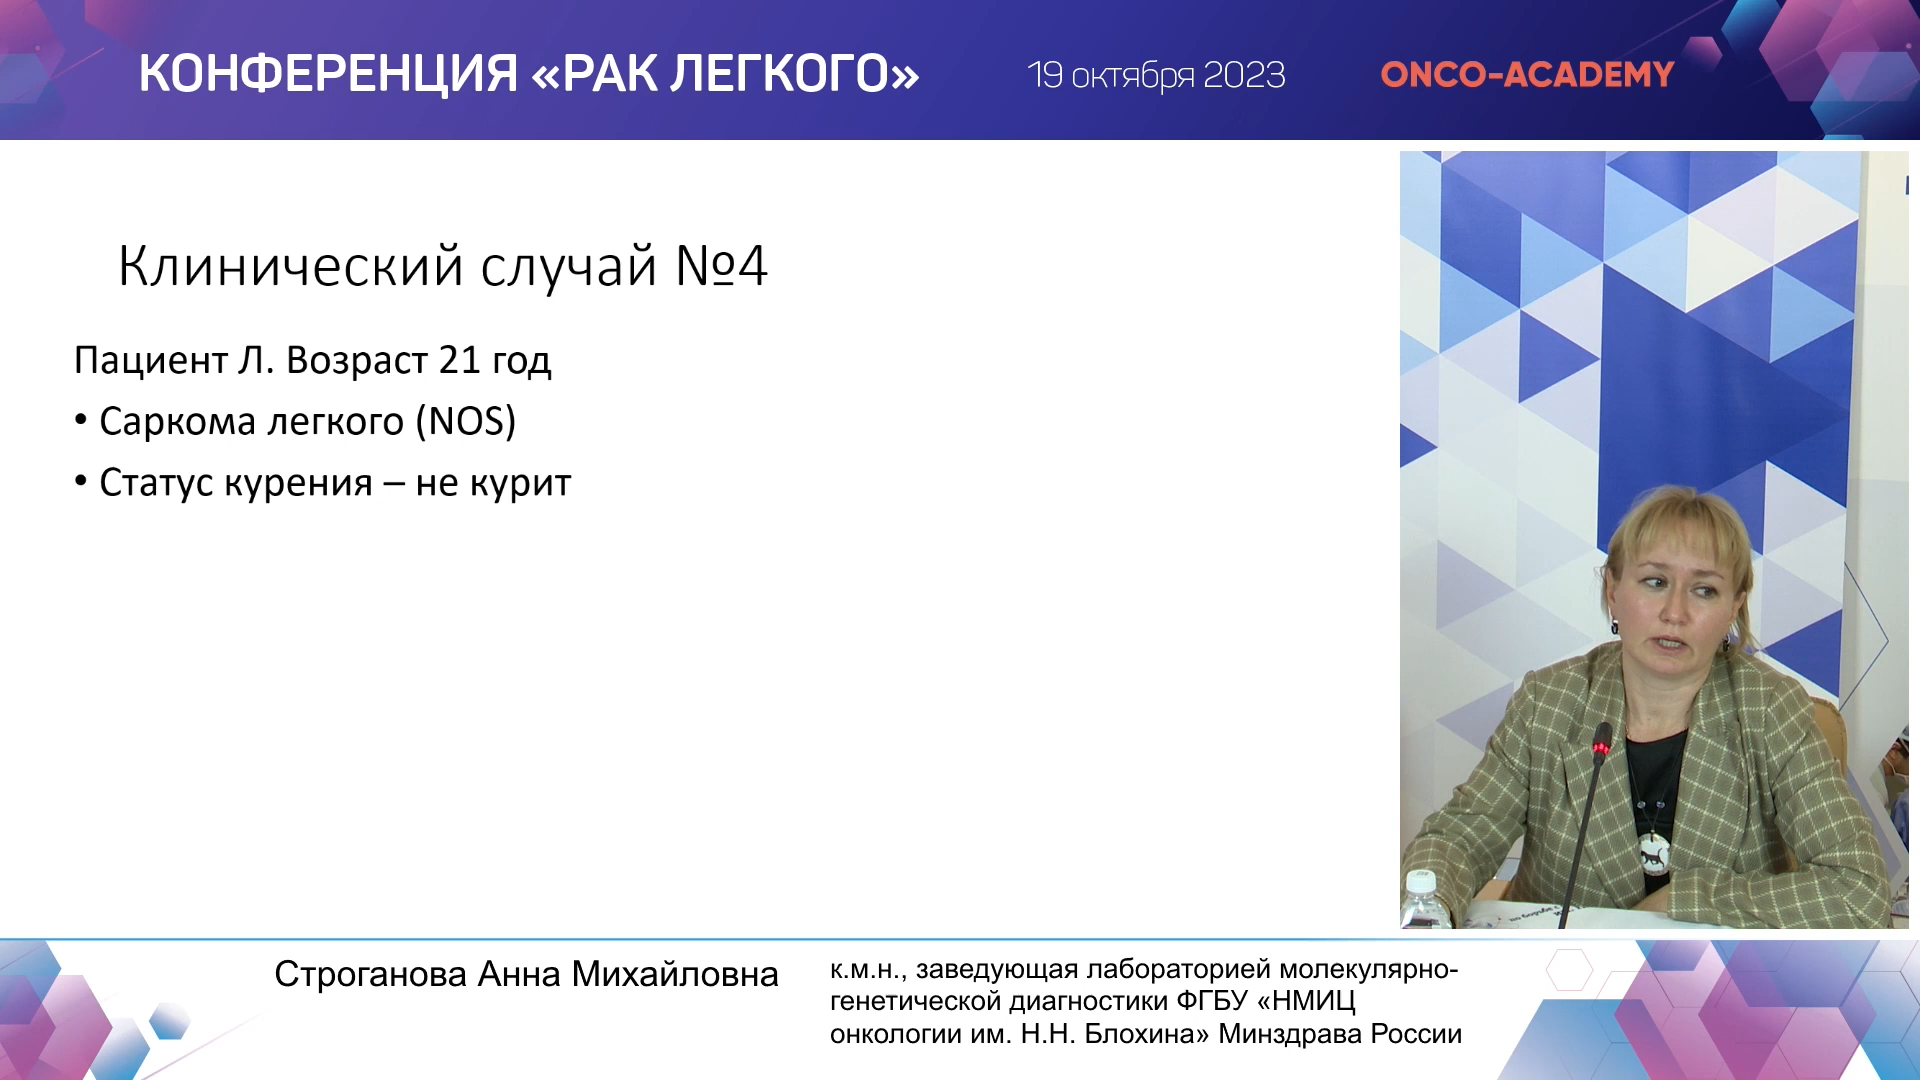 КОНФЕРЕНЦИЯ «РАК ЛЕГКОГО»
19 октября 2023
ONCO-ACADEMY
Клинический случай №4
Пациент Л. Возраст 21 год
• Саркома легкого (NOS)
• Статус курения – не курит
Строганова Анна Михайловна
к.м.н., заведующая лабораторией молекулярно-
генетической диагностики ФГБУ «НМИЦ
онкологии им. Н.Н. Блохина» Минздрава России